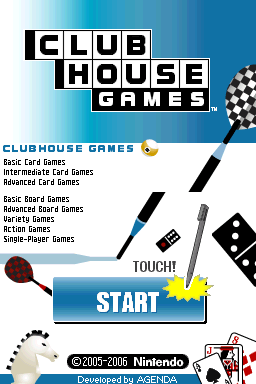 CLUB
HOUSE
GAMES
TM
CLUBHOUSE GAMES
Basic Card Games
Intermediate Card Games
Advanced Card Games
Basic Board Games
Advanced Board Games
Variety Games
Action Games
Single-Player Games
TOUCH!
START
J
©2005-2006 Nintendo
Developed by AGENDA